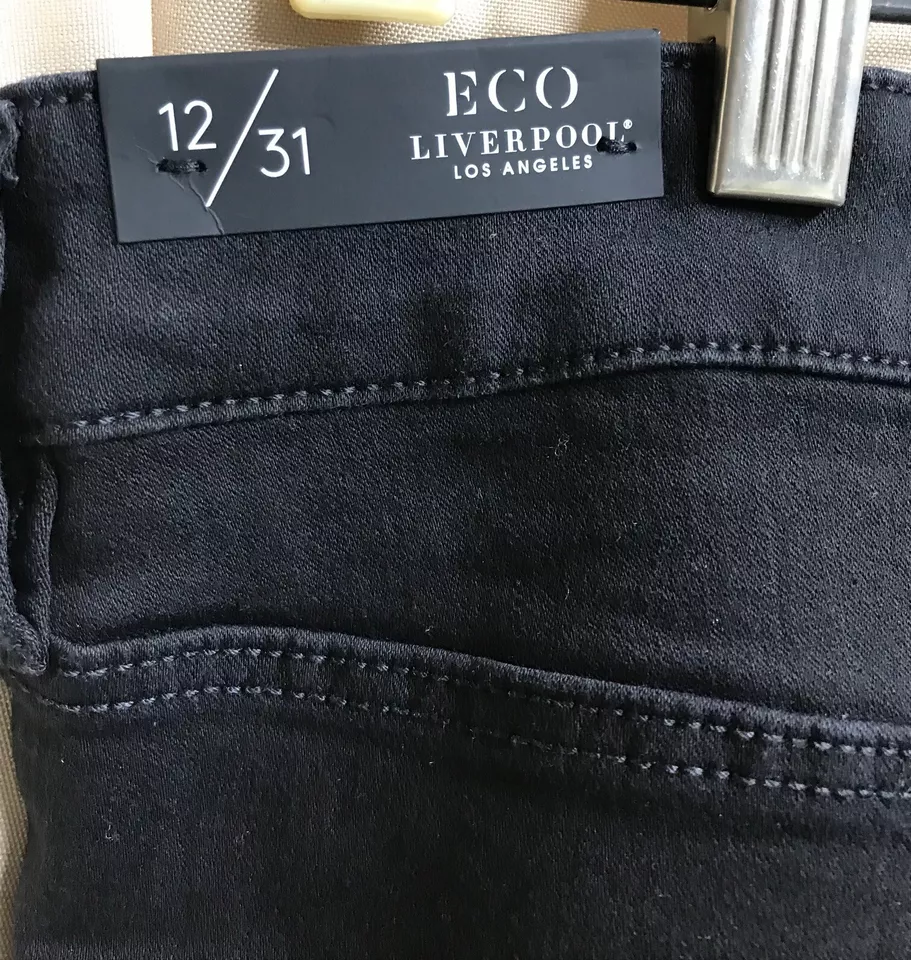 12/31
ECO
LIVERPOOL®
LOS ANGELES